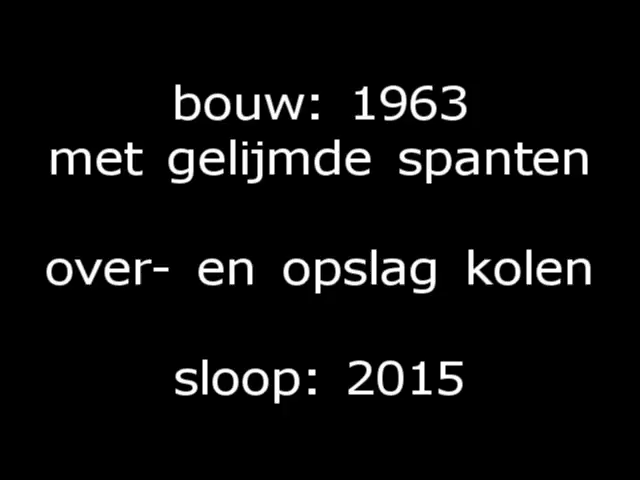 bouw: 1963
met gelijmde spanten
over- en opslag kolen
sloop: 2015